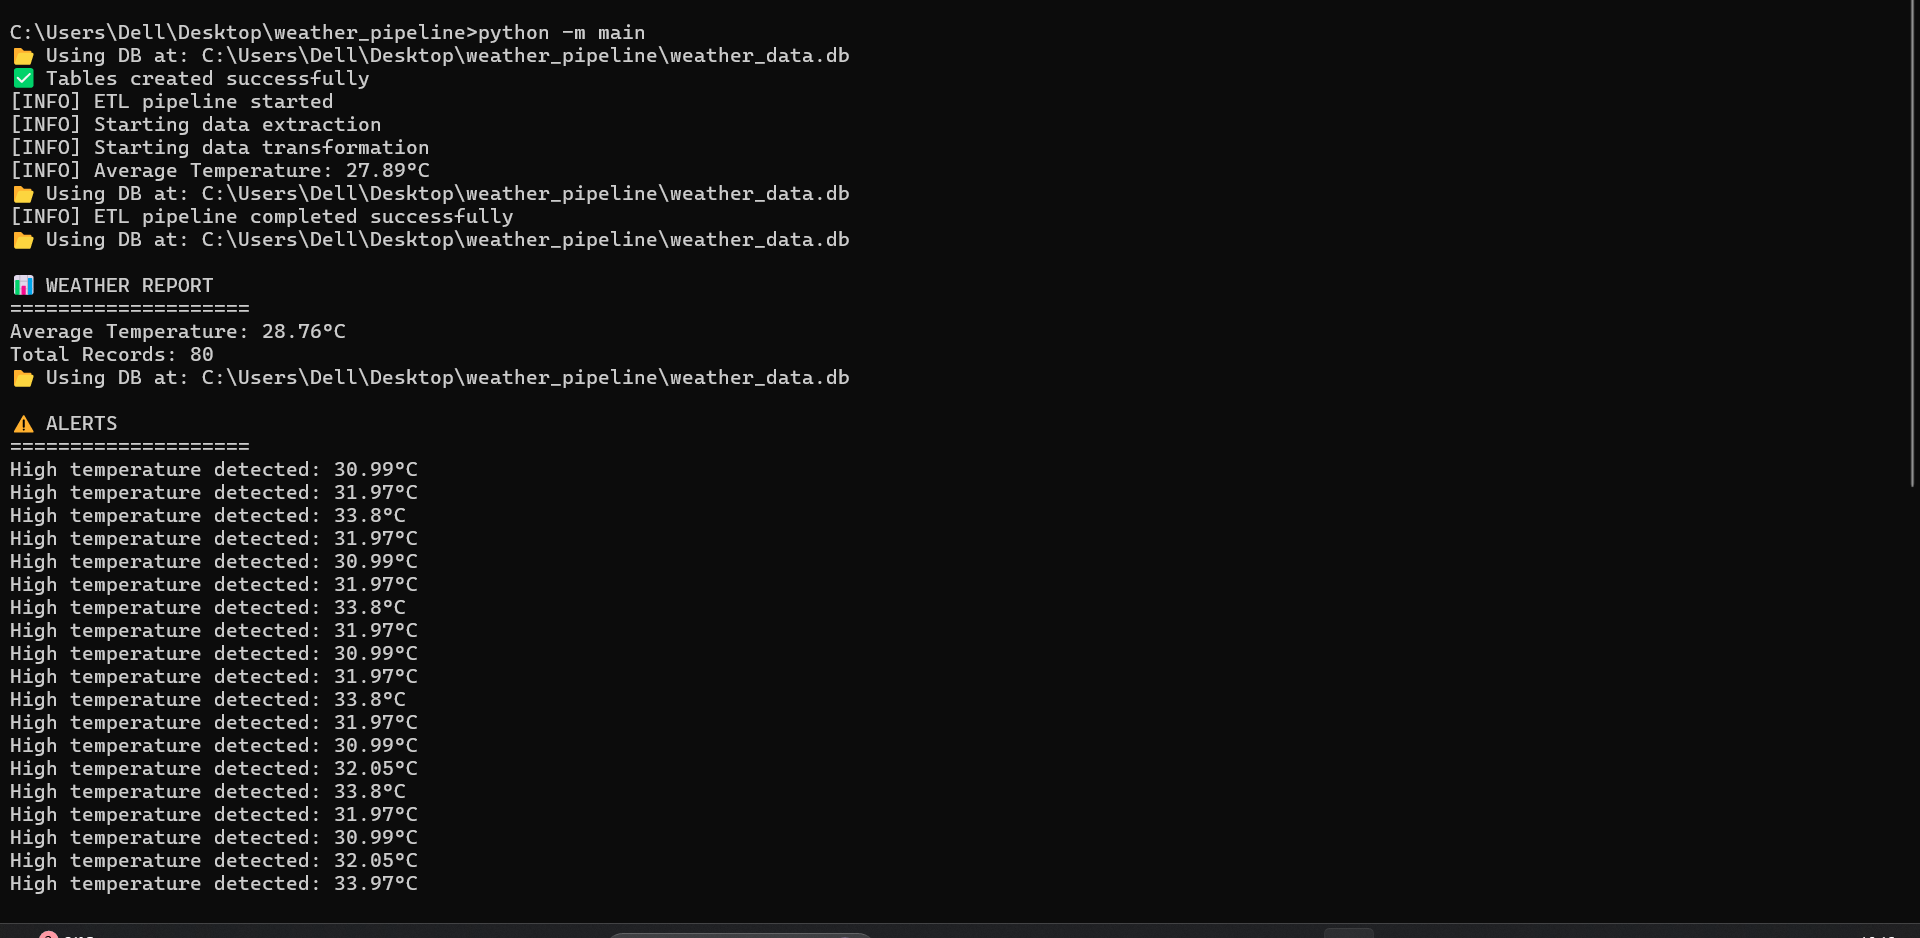 C:\Users\Dell\Desktop\weather_pipeline>python -m main
📂 Using DB at: C:\Users\Dell\Desktop\weather_pipeline\weather_data.db
✅ Tables created successfully
[INFO] ETL pipeline started
[INFO] Starting data extraction
[INFO] Starting data transformation
[INFO] Average Temperature: 27.89°C
📂 Using DB at: C:\Users\Dell\Desktop\weather_pipeline\weather_data.db
[INFO] ETL pipeline completed successfully
📂 Using DB at: C:\Users\Dell\Desktop\weather_pipeline\weather_data.db
📊 WEATHER REPORT
====================
Average Temperature: 28.76°C
Total Records: 80
📂 Using DB at: C:\Users\Dell\Desktop\weather_pipeline\weather_data.db
⚠️ ALERTS
====================
High temperature detected: 30.99°C
High temperature detected: 31.97°C
High temperature detected: 33.8°C
High temperature detected: 31.97°C
High temperature detected: 30.99°C
High temperature detected: 31.97°C
High temperature detected: 33.8°C
High temperature detected: 31.97°C
High temperature detected: 30.99°C
High temperature detected: 31.97°C
High temperature detected: 33.8°C
High temperature detected: 31.97°C
High temperature detected: 30.99°C
High temperature detected: 32.05°C
High temperature detected: 33.8°C
High temperature detected: 31.97°C
High temperature detected: 30.99°C
High temperature detected: 32.05°C
High temperature detected: 33.97°C